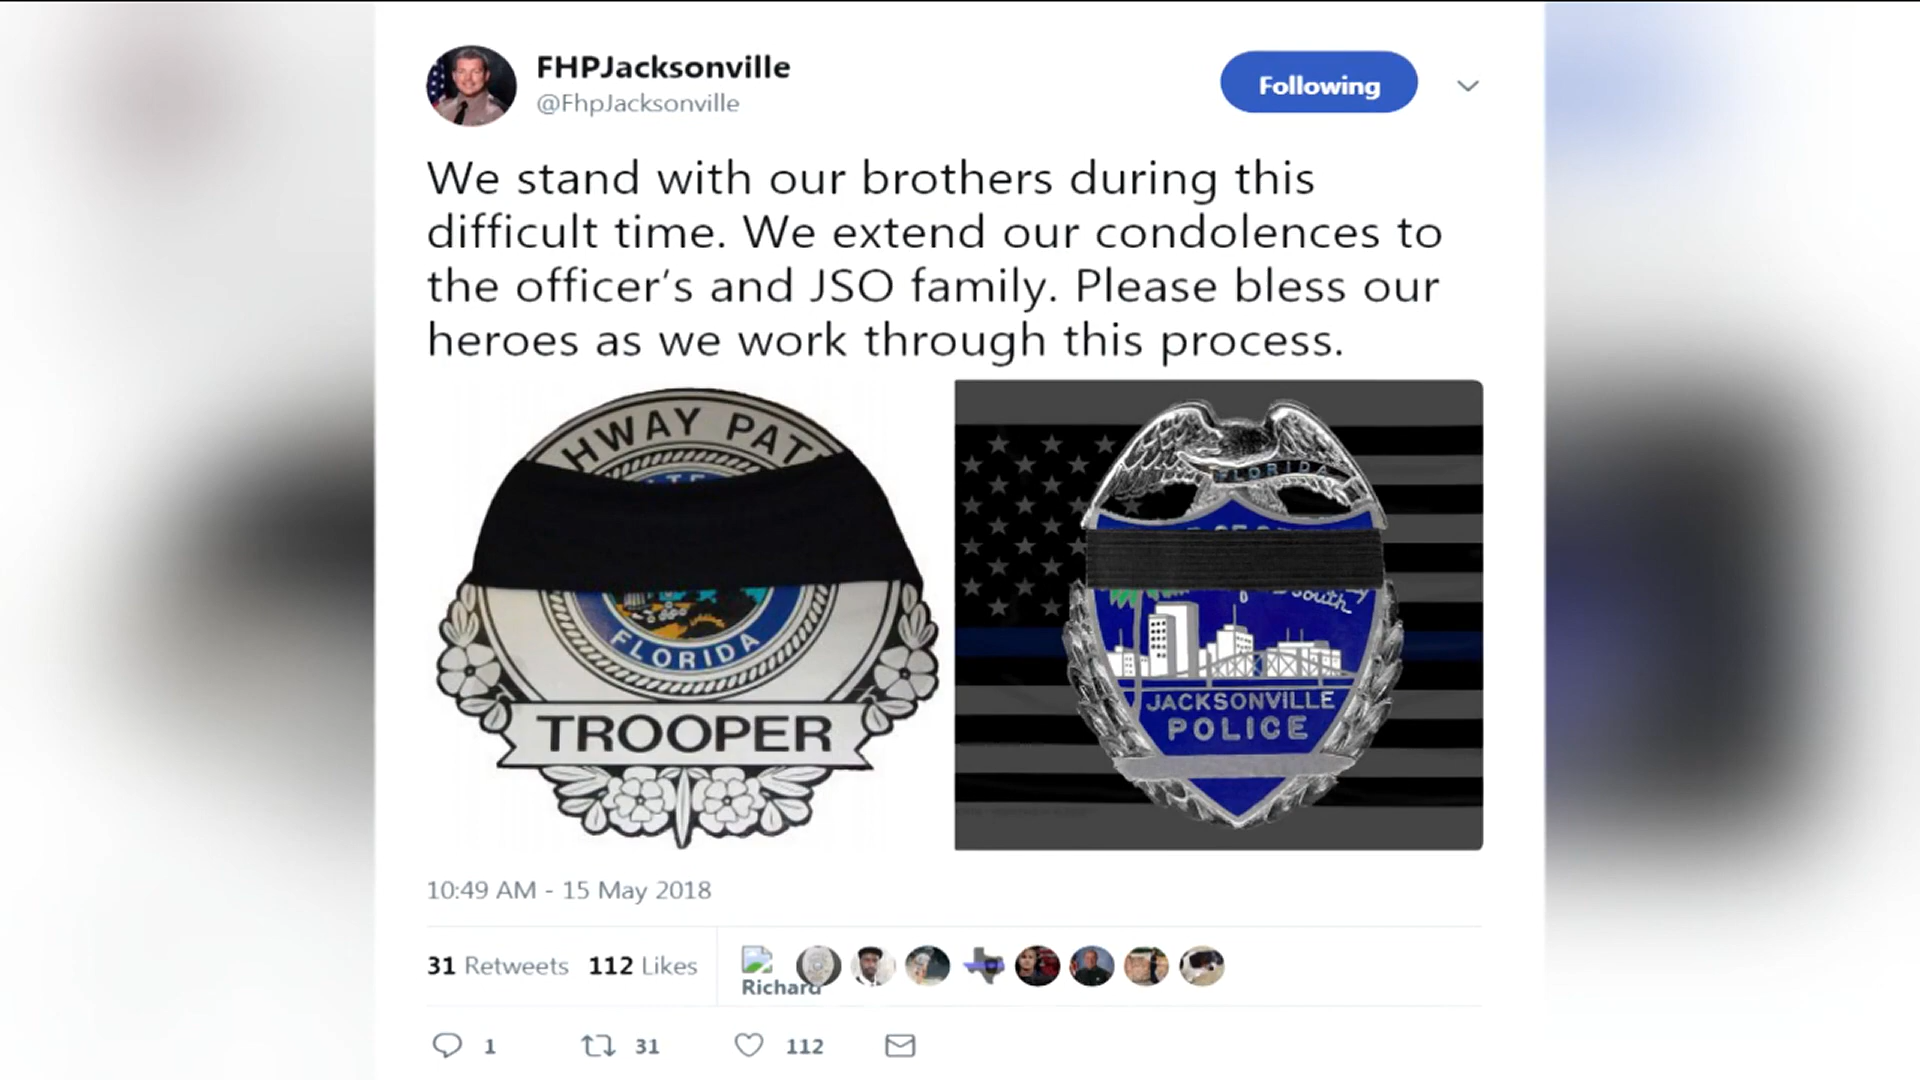 FHPJacksonville
@FhpJacksonville
Following
We stand with our brothers during this
difficult time. We extend our condolences to
the officer's and JSO family. Please bless our
heroes as we work through this process.
HWAY PAT
FLORIDA
TROOPER
FLORIDA
South
JACKSONVILLE
POLICE
10:49 AM - 15 May 2018
31 Retweets 112 Likes
Richard
1 31 112